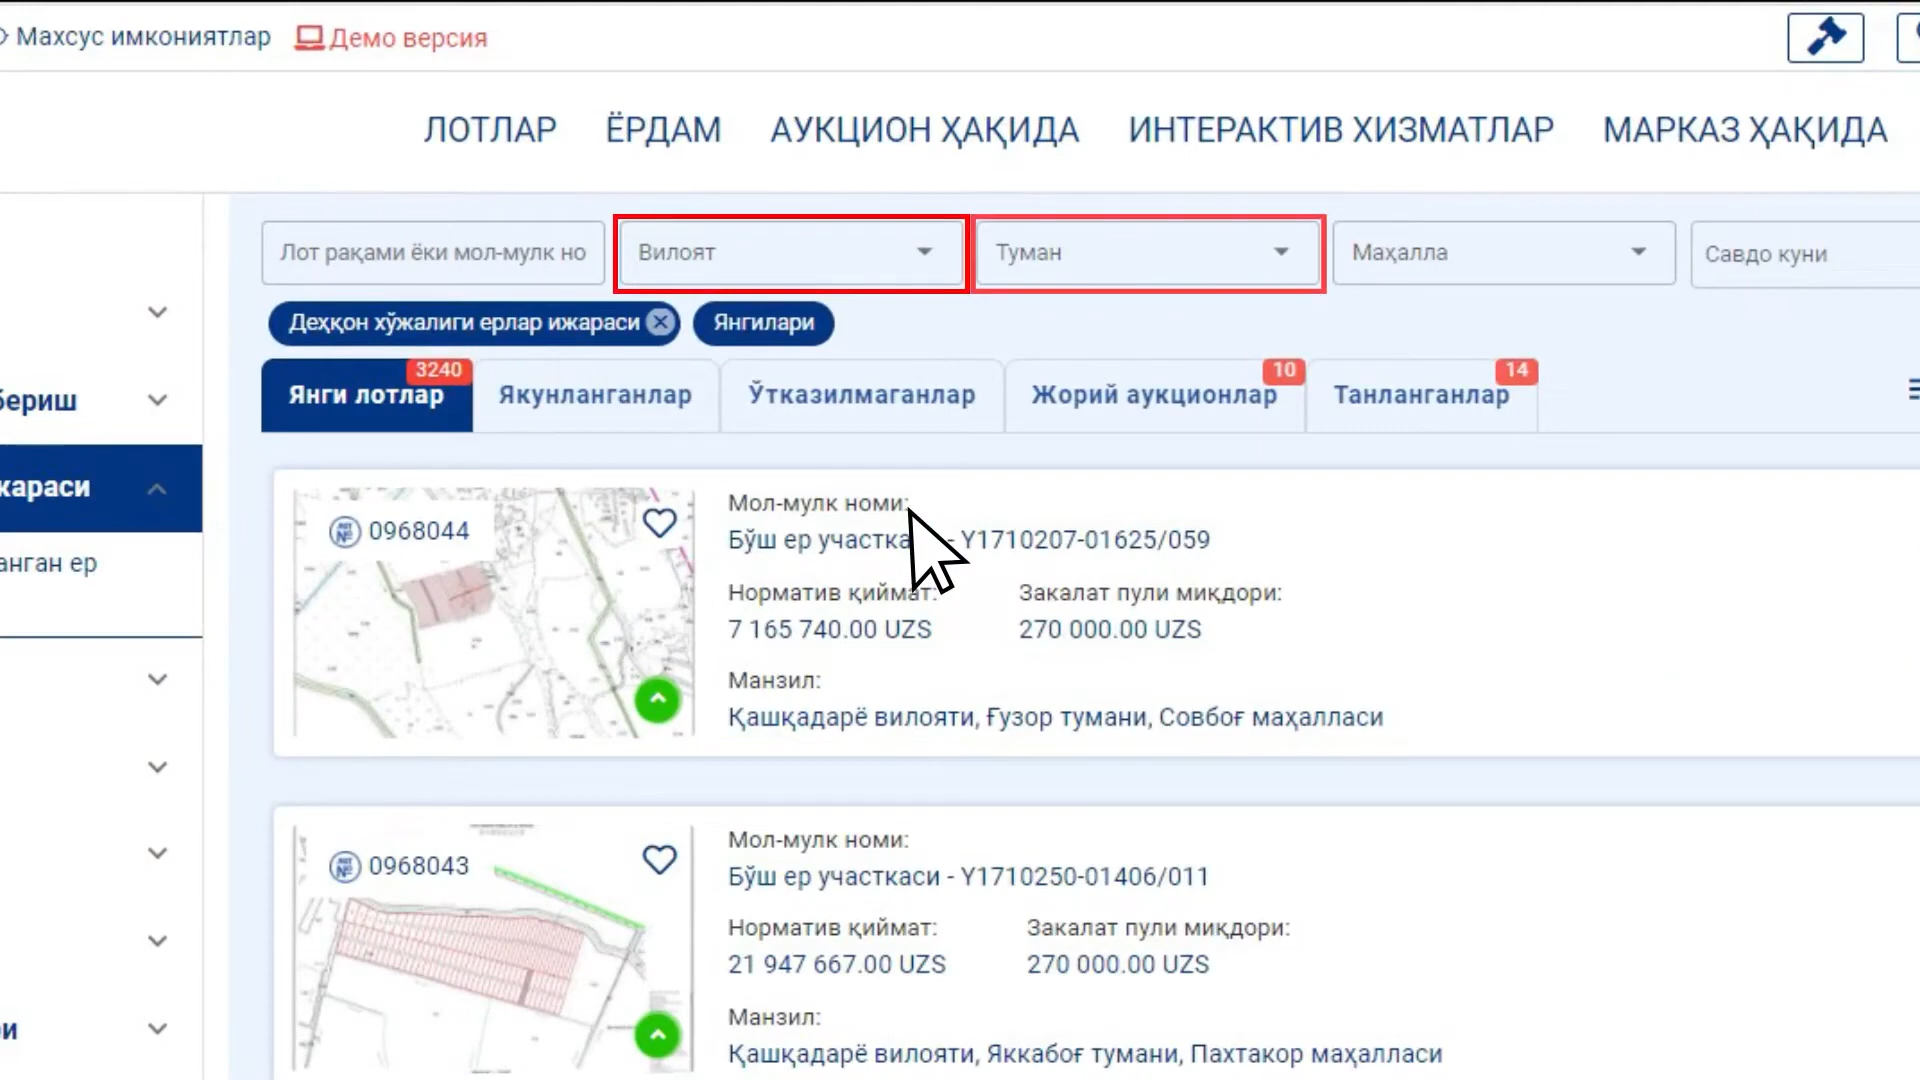 Махсус имкониятлар Демо версия
ЛОТЛАР ЁРДАМ АУКЦИОН ҲАҚИДА ИНТЕРАКТИВ ХИЗМАТЛАР МАРКАЗ ҲАҚИДА
Лот рақами ёки мол-мулк но Вилоят Туман Маҳалла Савдо куни
Деҳқон хўжалиги ерлар ижараси Янгилари
Янги лотлар 3240 Якунланганлар Ўтказилмаганлар Жорий аукционлар 10 Танланганлар 14
бериш
караси
анган ер
и
0968044
Мол-мулк номи:
Бўш ер участка - Y1710207-01625/059
Норматив қиймат: Закалат пули миқдори:
7 165 740.00 UZS 270 000.00 UZS
Манзил:
Қашқадарё вилояти, Ғузор тумани, Совбоғ маҳалласи
0968043
Мол-мулк номи:
Бўш ер участкаси - Y1710250-01406/011
Норматив қиймат: Закалат пули миқдори:
21 947 667.00 UZS 270 000.00 UZS
Манзил:
Қашқадарё вилояти, Яккабоғ тумани, Пахтакор маҳалласи